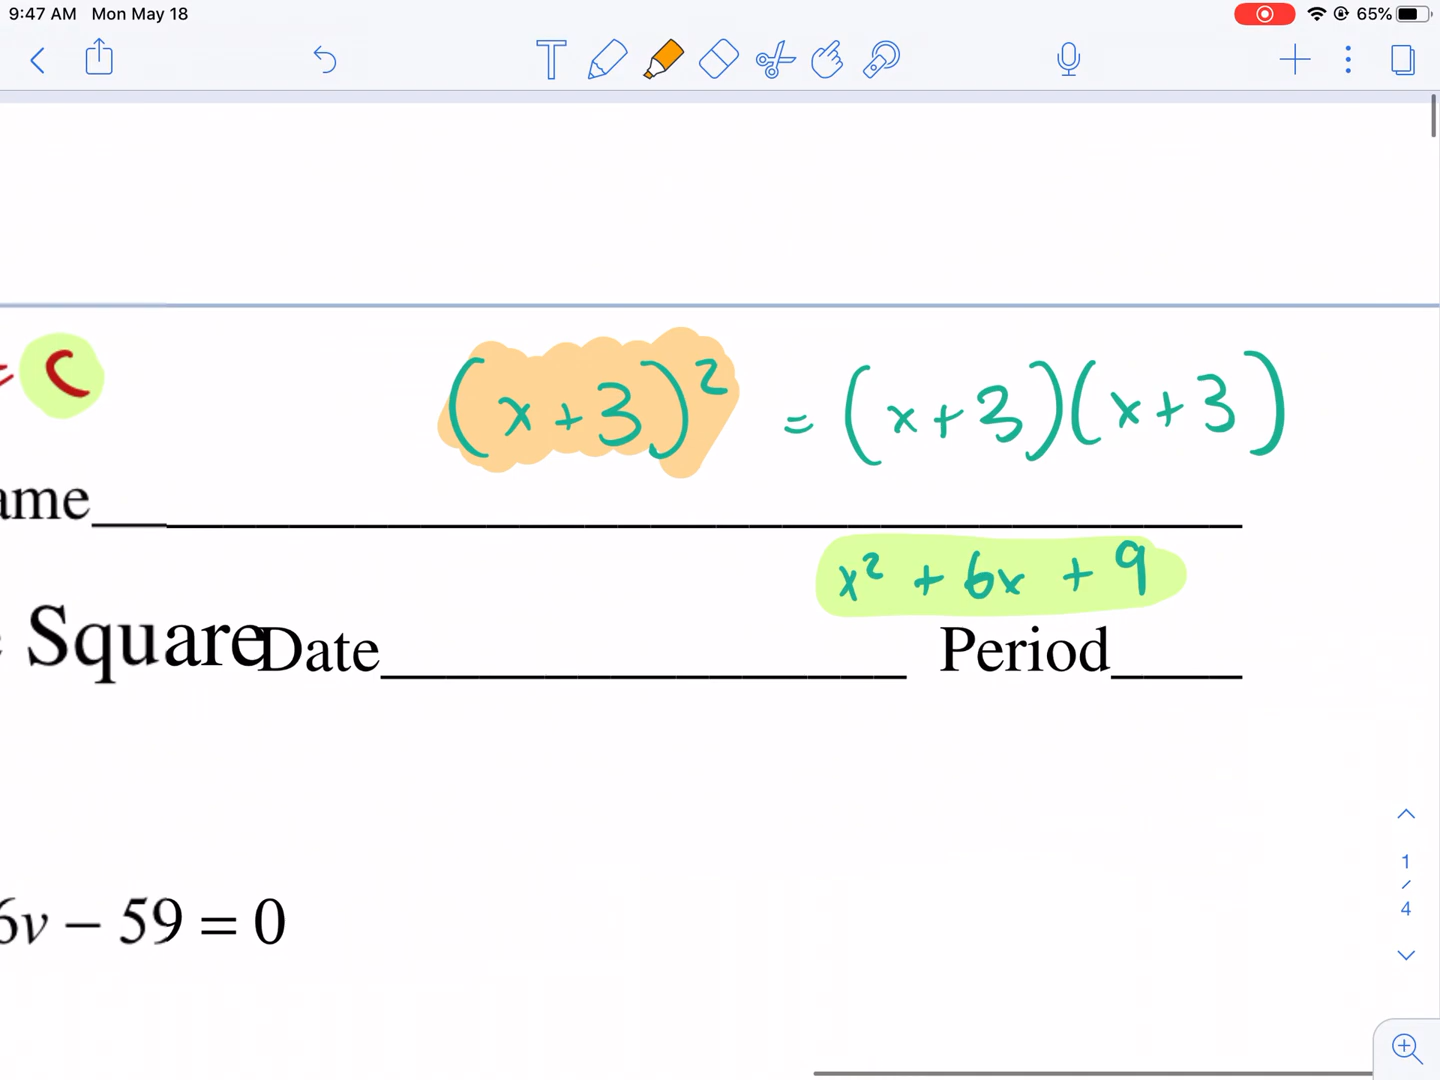 9:47 AM Mon May 18
65%
= C
(x+3)² = (x+3)(x+3)
ame
x² + 6x + 9
Square Date Period
6v – 59 = 0
1
/
4